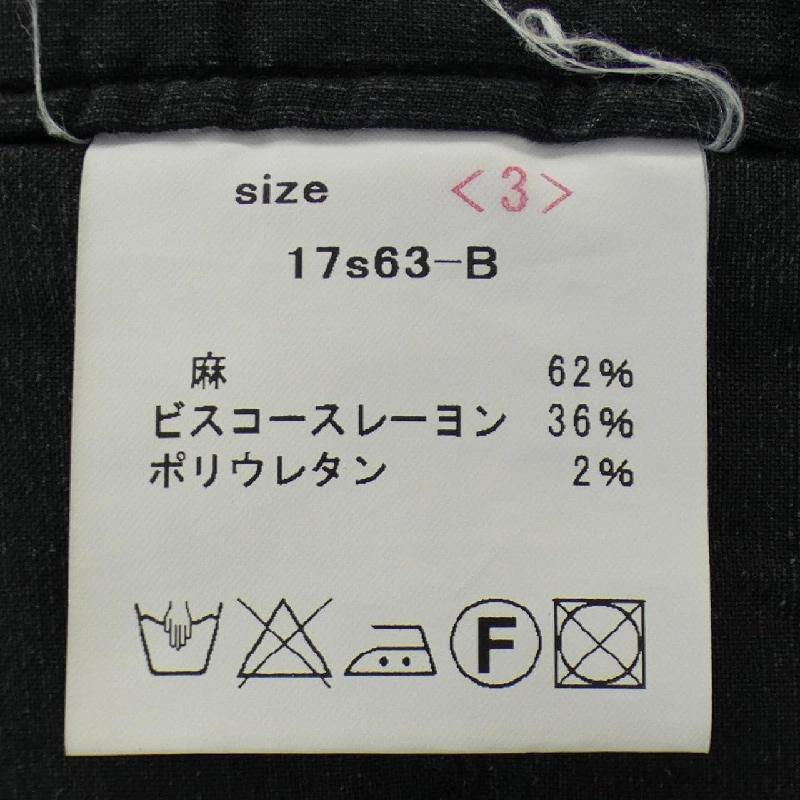 size <3>
17s63-B
麻 62%
ビスコースレーヨン 36%
ポリウレタン 2%
F